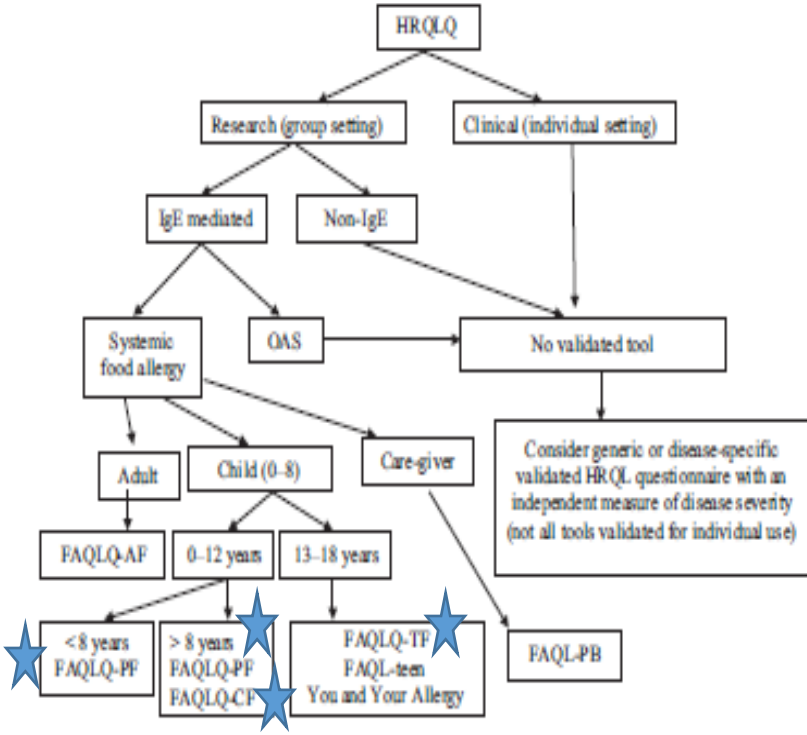 HRQLQ
Research (group setting)
Clinical (individual setting)
IgE mediated
Non-IgE
Systemic
food allergy
OAS
No validated tool
Adult
Child (0–8)
Care-giver
Consider generic or disease-specific
validated HRQL questionnaire with an
independent measure of disease severity
(not all tools validated for individual use)
FAQLQ-AF
0–12 years
13–18 years
< 8 years
FAQLQ-PF
> 8 years
FAQLQ-PF
FAQLQ-CF
FAQLQ-TF
FAQL-teen
You and Your Allergy
FAQL-PB